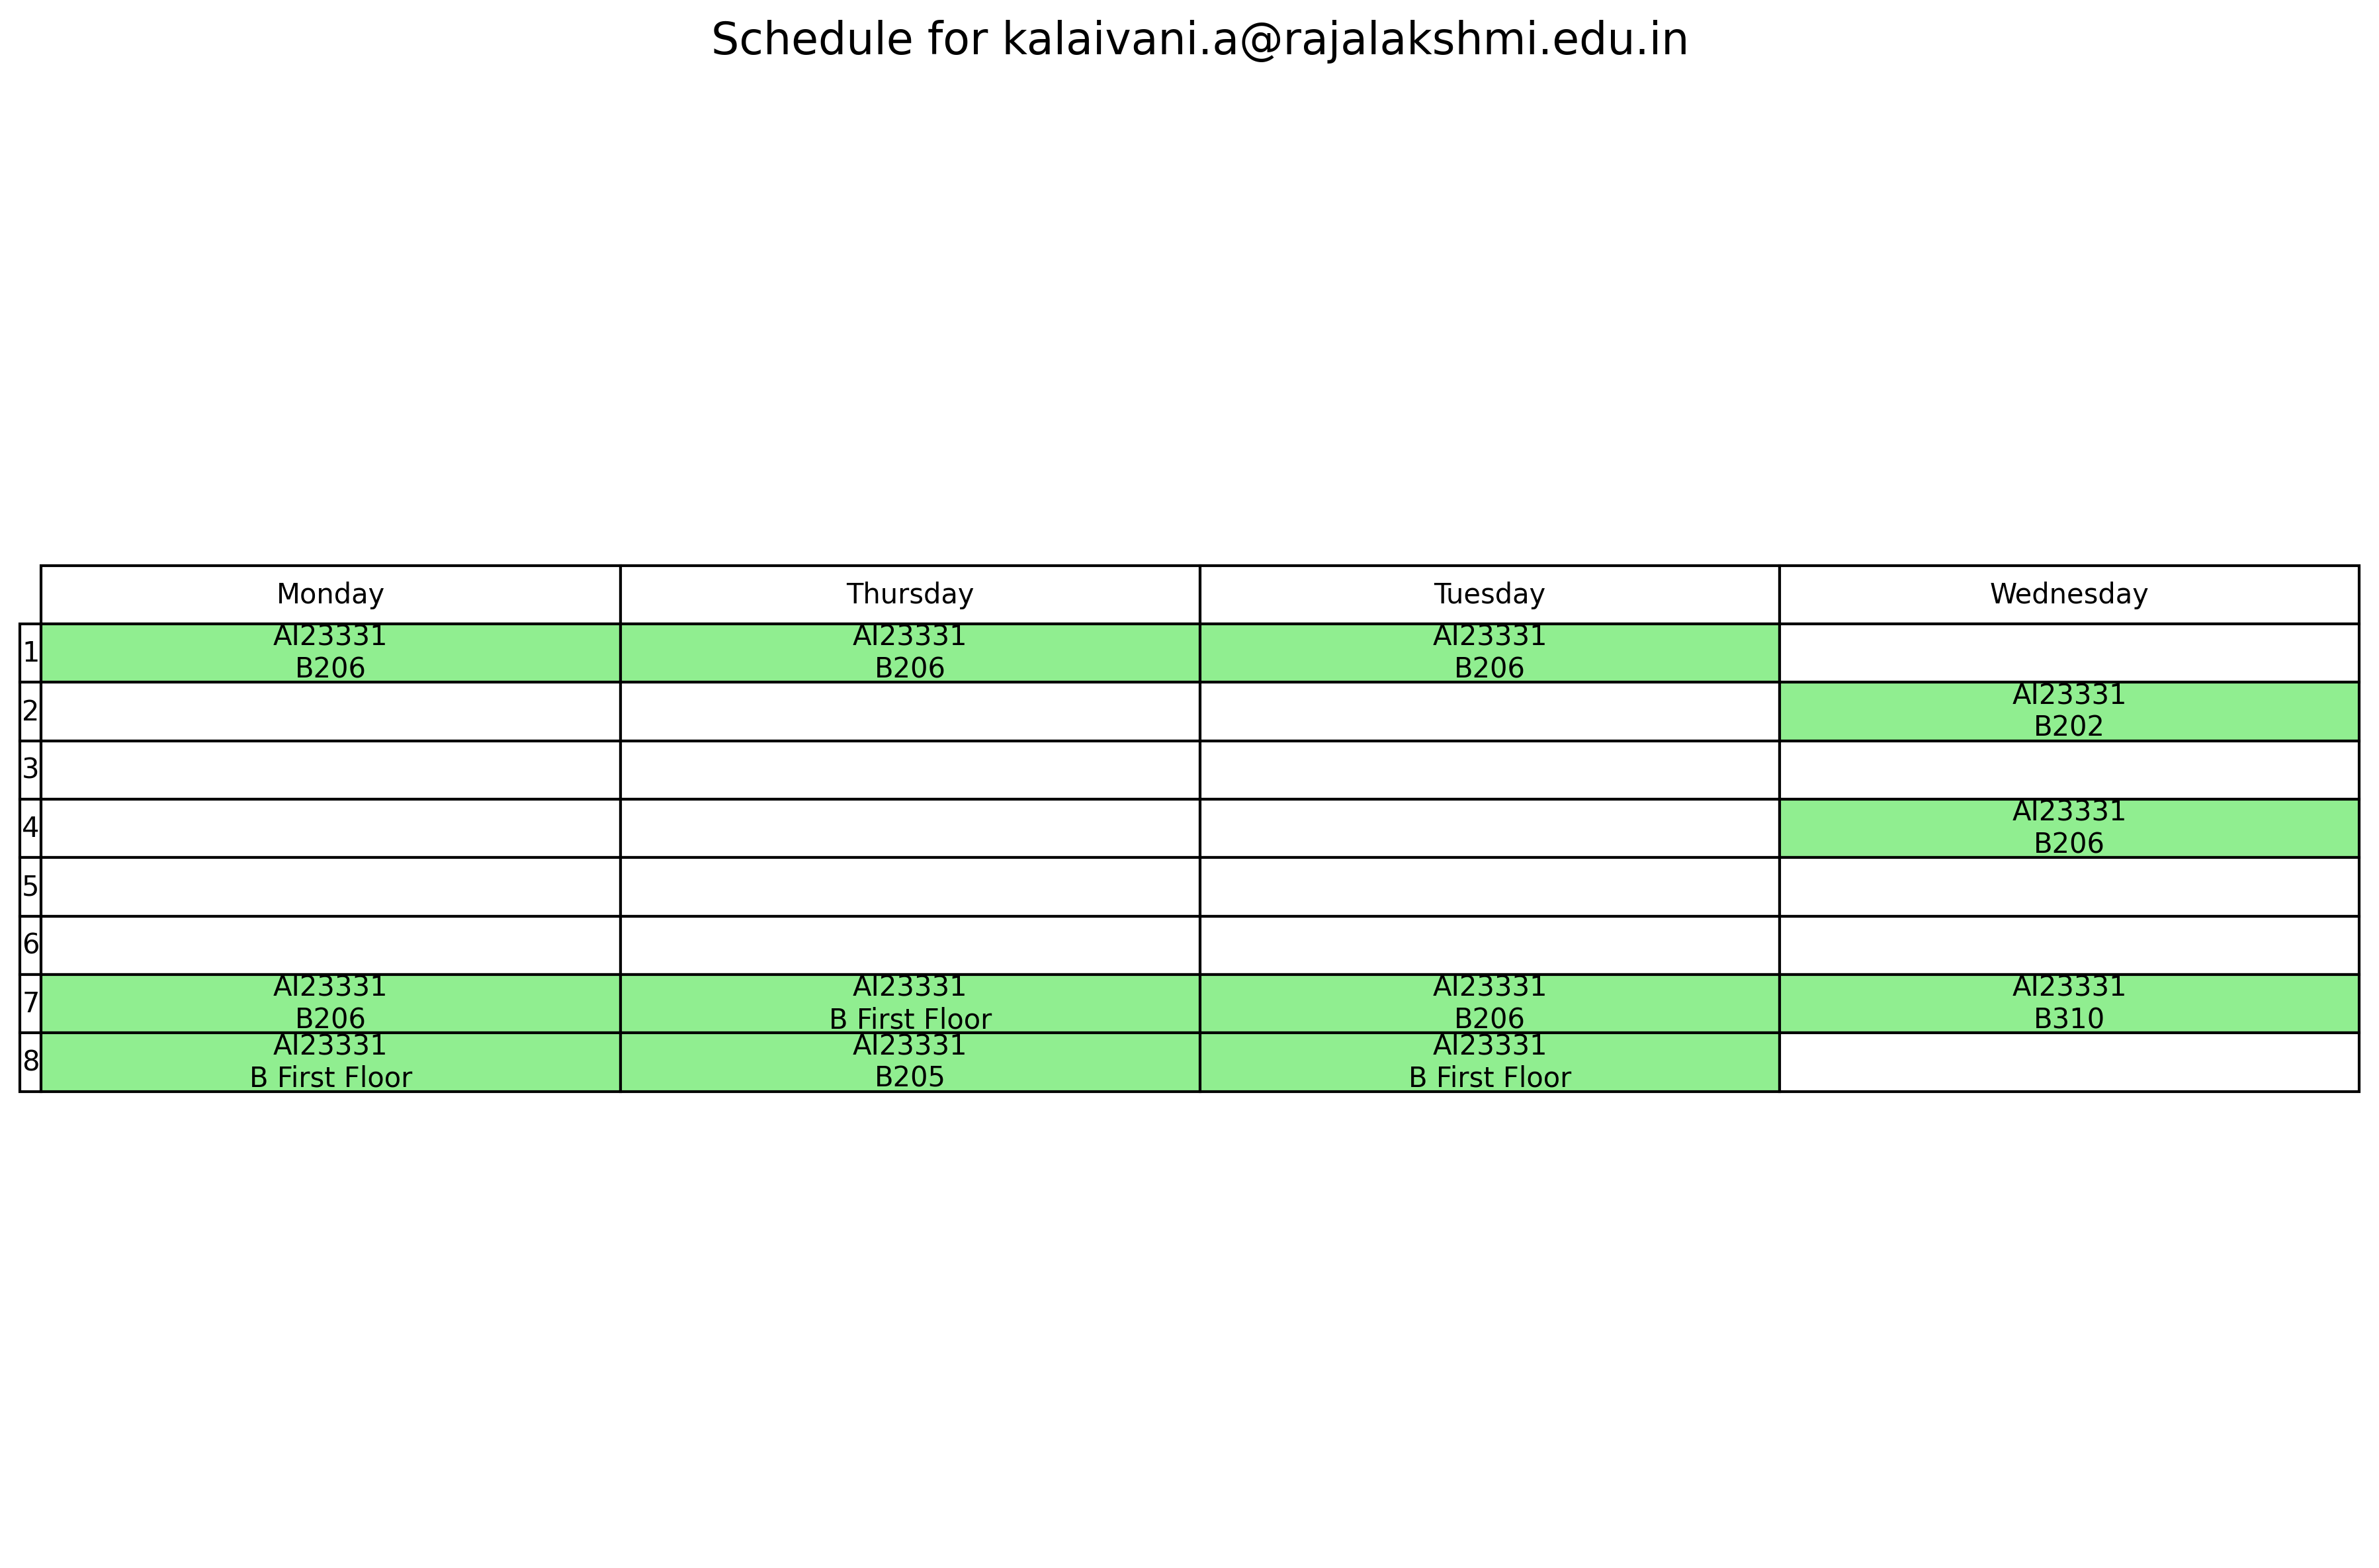 Schedule for kalaivani.a@rajalakshmi.edu.in
Monday Thursday Tuesday Wednesday
1 AI23331 AI23331 AI23331
B206 B206 B206
2 AI23331
B202
3
4 AI23331
B206
5
6
7 AI23331 AI23331 AI23331 AI23331
B206 B First Floor B206 B310
8 AI23331 AI23331 AI23331
B First Floor B205 B First Floor